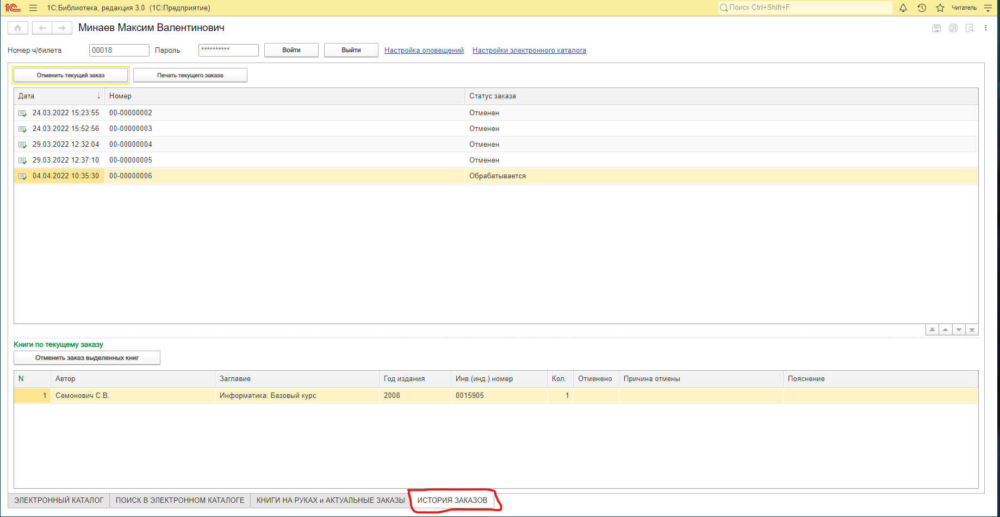 1С:Библиотека, редакция 3.0 (1С:Предприятие)
Поиск Ctrl+Shift+F
Читатель
Минаев Максим Валентинович
Номер ч/билета 00018 Пароль ********** Войти Выйти Настройка оповещений Настройки электронного каталога
Отменить текущий заказ Печать текущего заказа
Дата ↓ Номер Статус заказа
24.03.2022 15:23:55 00-00000002 Отменен
24.03.2022 15:52:56 00-00000003 Отменен
29.03.2022 12:32:04 00-00000004 Отменен
29.03.2022 12:37:10 00-00000005 Отменен
04.04.2022 10:35:30 00-00000006 Обрабатывается
Книги по текущему заказу
Отменить заказ выделенных книг
N Автор Заглавие Год издания Инв.(инд.) номер Кол. Отменено Причина отмены Пояснение
1 Семонович С.В. Информатика: Базовый курс 2008 0015905 1
ЭЛЕКТРОННЫЙ КАТАЛОГ ПОИСК В ЭЛЕКТРОННОМ КАТАЛОГЕ КНИГИ НА РУКАХ и АКТУАЛЬНЫЕ ЗАКАЗЫ ИСТОРИЯ ЗАКАЗОВ